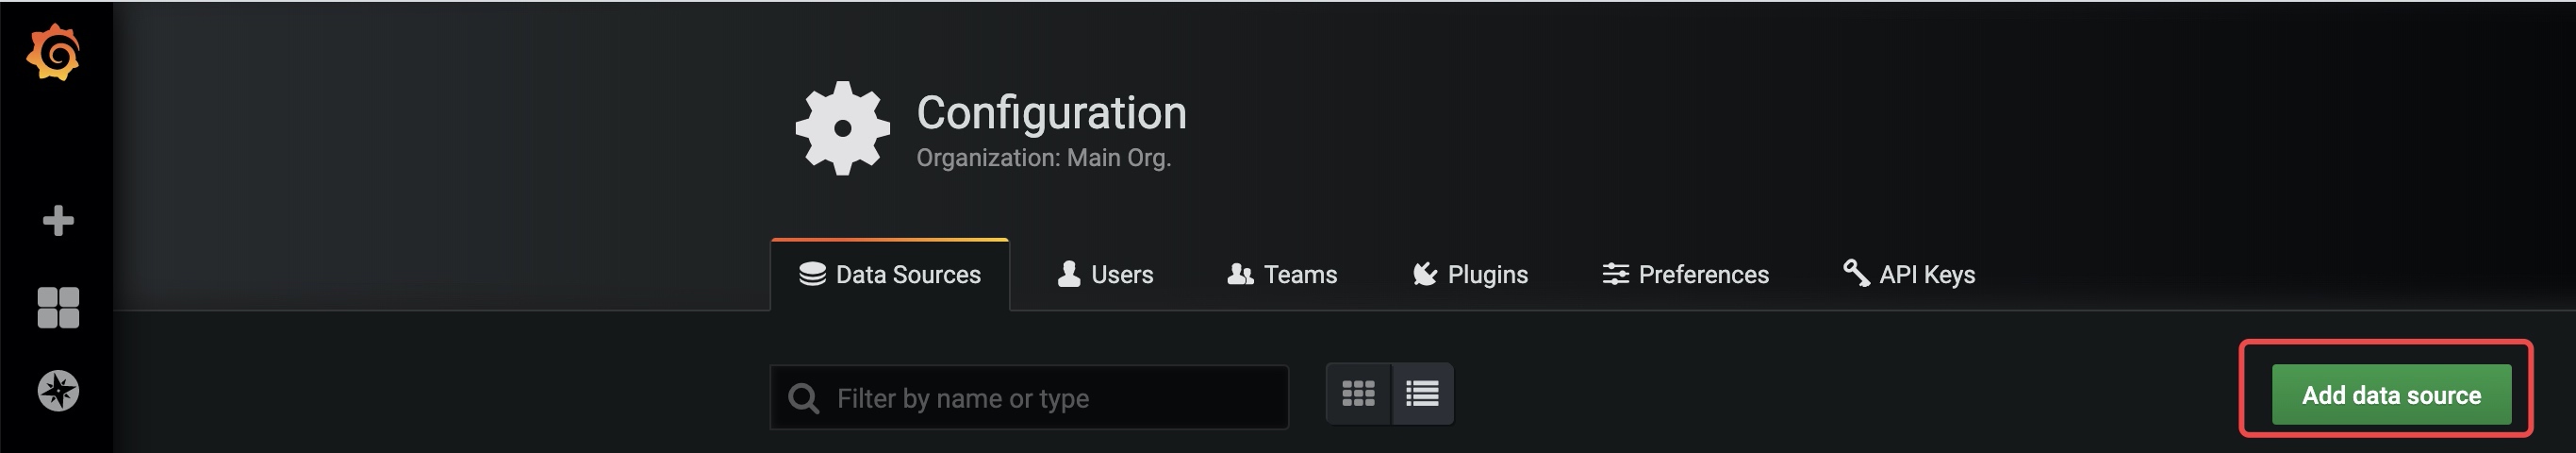 Configuration
Organization: Main Org.
Data Sources Users Teams Plugins Preferences API Keys
Filter by name or type Add data source